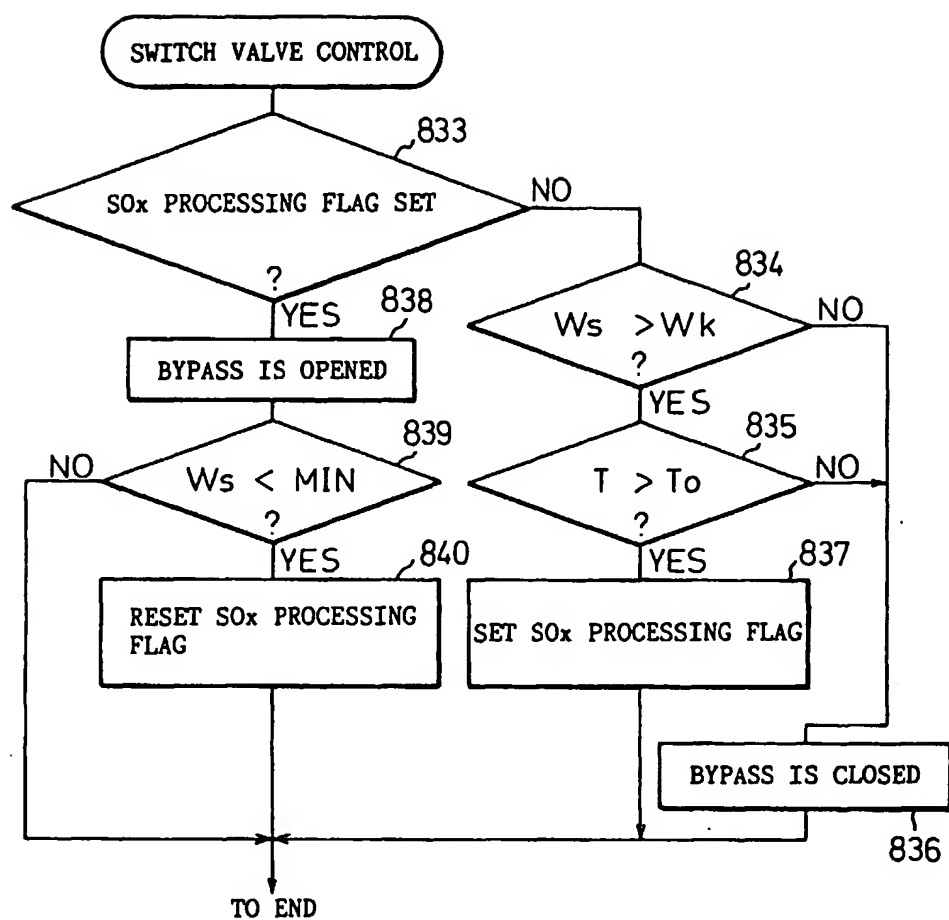 SWITCH VALVE CONTROL
833
SOx PROCESSING FLAG SET
?
NO
YES
838
BYPASS IS OPENED
834
Ws > Wk
?
NO
YES
839
Ws < MIN
?
NO
YES
835
T > To
?
NO
YES
840
RESET SOx PROCESSING
FLAG
837
SET SOx PROCESSING FLAG
BYPASS IS CLOSED
836
TO END